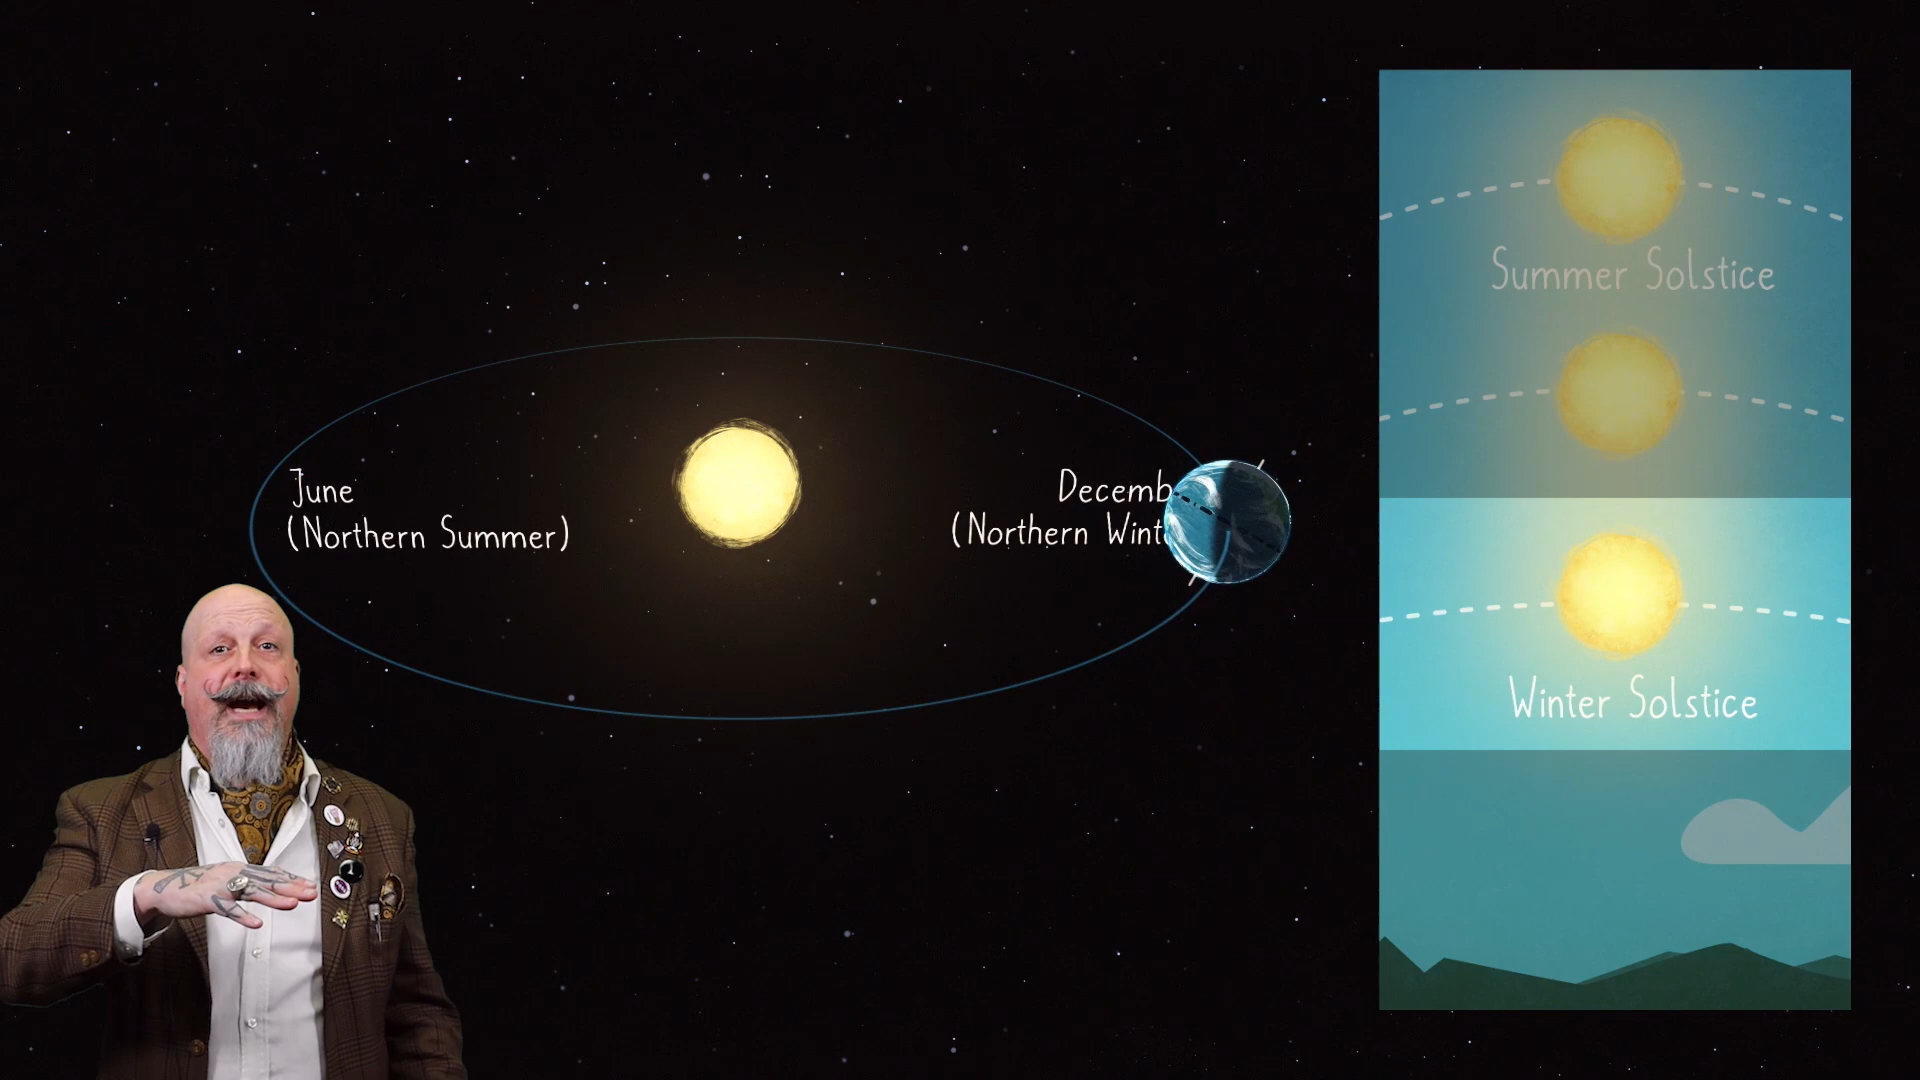 June
(Northern Summer)
Decemb
(Northern Wint
Summer Solstice
Winter Solstice